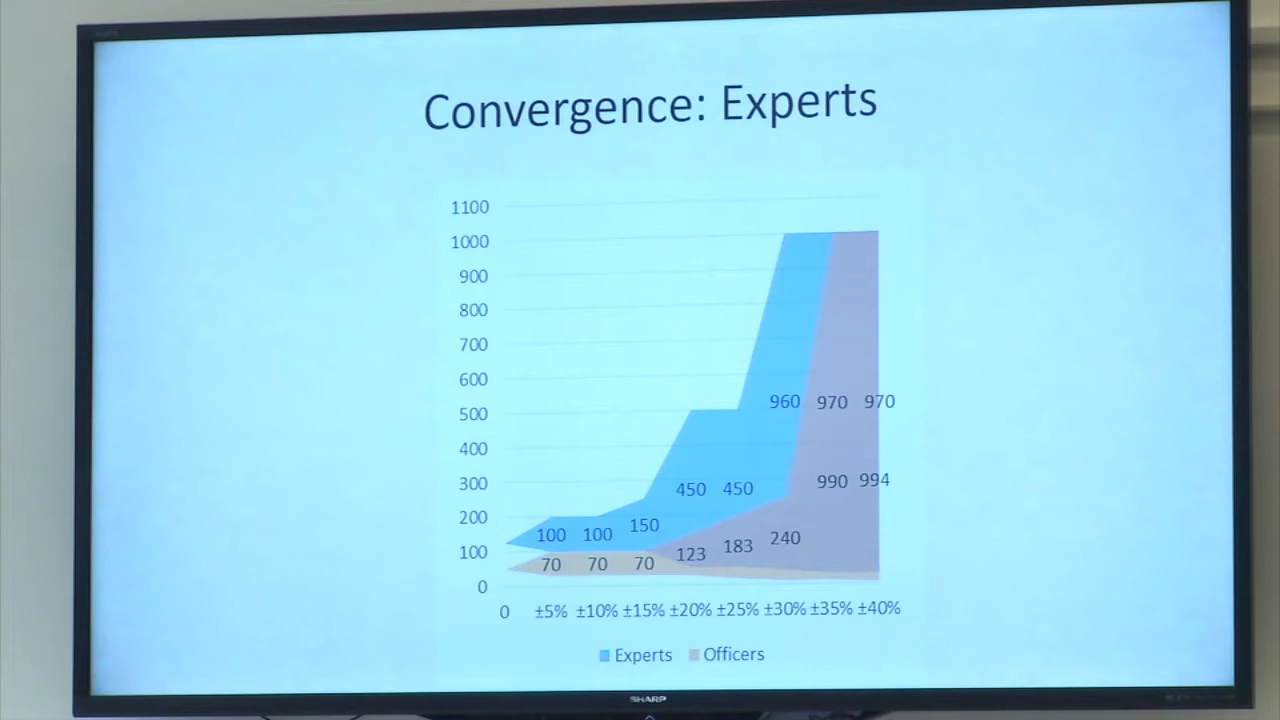 Convergence: Experts
1100
1000
900
800
700
600
500
400
300
200
100
0
960 970 970
450 450 990 994
100 100 150
70 70 70 123 183 240
0 ±5% ±10% ±15% ±20% ±25% ±30% ±35% ±40%
Experts Officers
SHARP